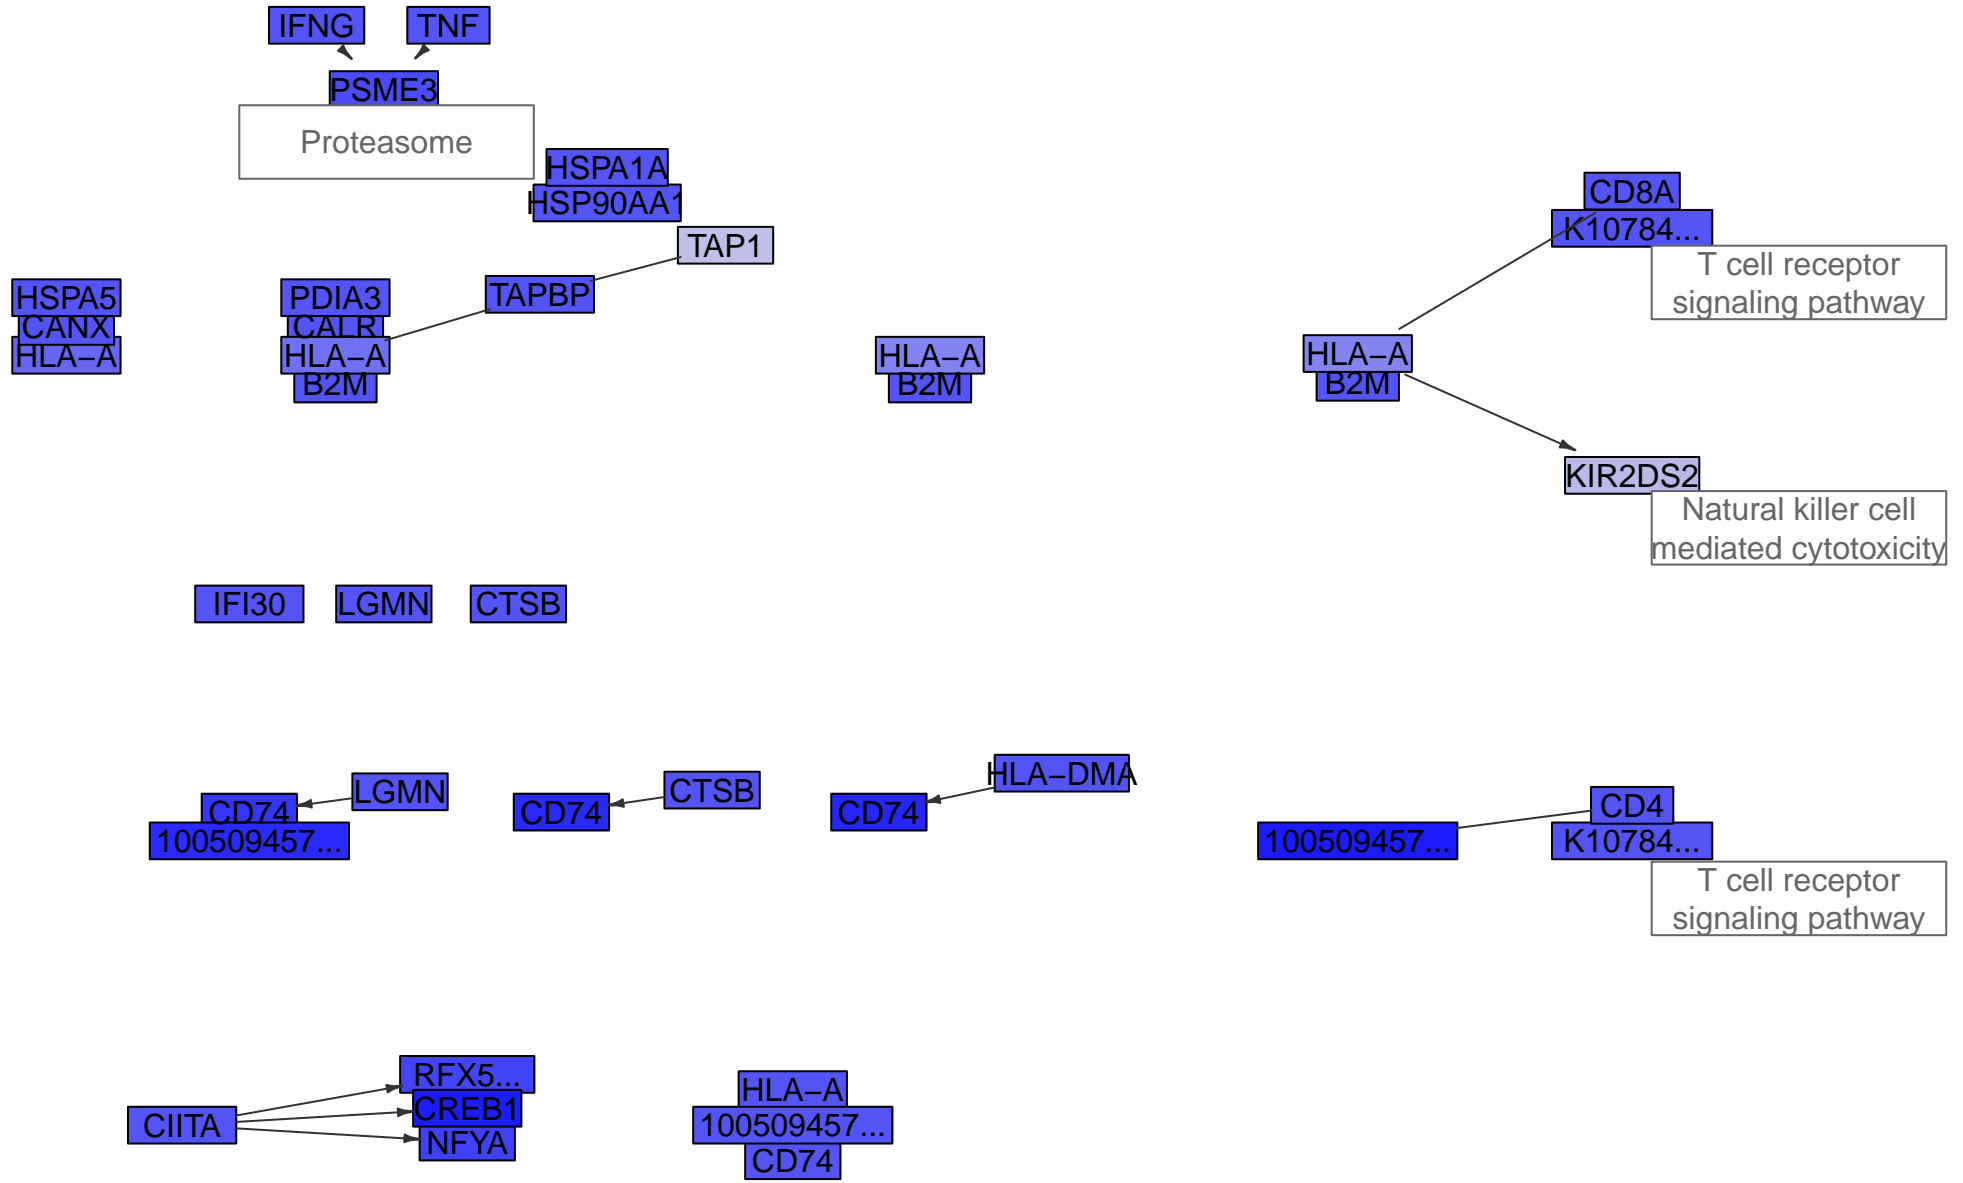 IFNG
TNF
PSME3
Proteasome
HSPA1A
HSP90AA1
CD8A
K10784...
T cell receptor
signaling pathway
TAP1
TAPBP
HSPA5
CANX
HLA−A
PDIA3
CALR
HLA−A
B2M
HLA−A
B2M
HLA−A
B2M
KIR2DS2
Natural killer cell
mediated cytotoxicity
IFI30
LGMN
CTSB
LGMN
CD74
100509457...
CTSB
CD74
HLA−DMA
CD74
CD4
100509457...
K10784...
T cell receptor
signaling pathway
RFX5...
CIITA
CREB1
NFYA
HLA−A
100509457...
CD74